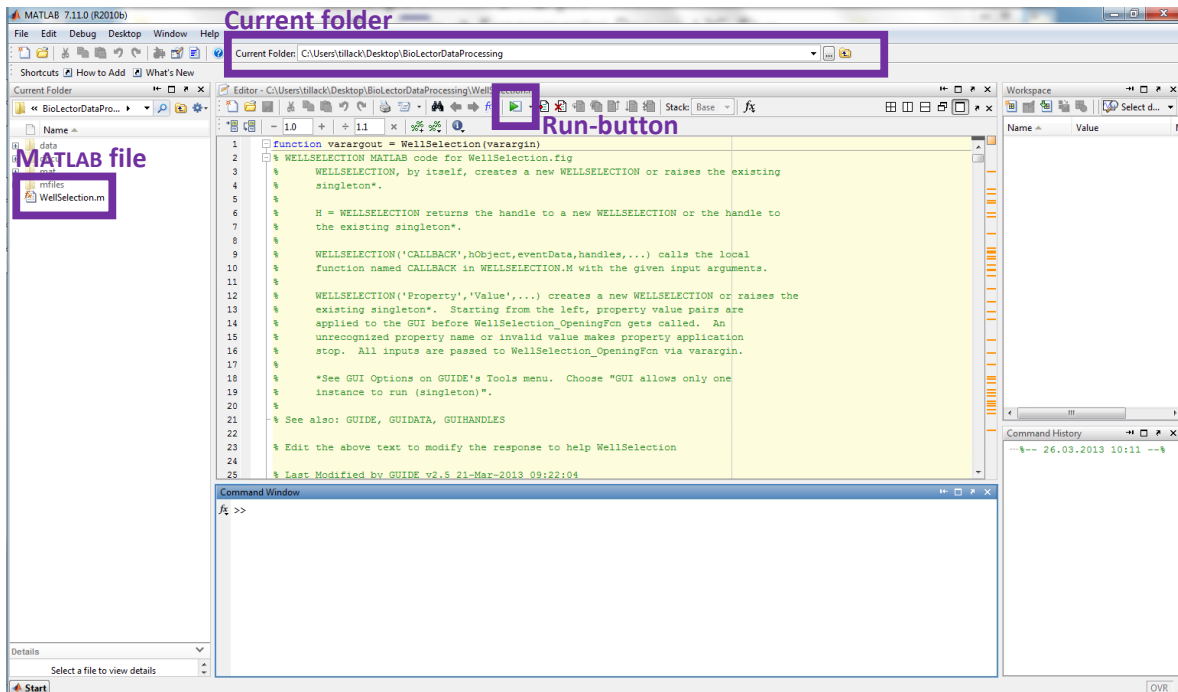 MATLAB 7.11.0 (R2010b)
Current folder
File Edit Debug Desktop Window Help
Current Folder: C:\Users\tillack\Desktop\BioLectorDataProcessing
Shortcuts How to Add What's New
Current Folder
Editor - C:\Users\tillack\Desktop\BioLectorDataProcessing\WellSelection.m
Workspace
« BioLectorDataPro...
Stack: Base
fx
Select d...
Name
Value
Name
- 1.0 + ÷ 1.1 ×
Run-button
data
MATLAB file
mat
mfiles
WellSelection.m
1 function varargout = WellSelection(varargin)
2 % WELLSELECTION MATLAB code for WellSelection.fig
3 % WELLSELECTION, by itself, creates a new WELLSELECTION or raises the existing
4 % singleton*.
5 %
6 % H = WELLSELECTION returns the handle to a new WELLSELECTION or the handle to
7 % the existing singleton*.
8 %
9 % WELLSELECTION('CALLBACK',hObject,eventData,handles,...) calls the local
10 % function named CALLBACK in WELLSELECTION.M with the given input arguments.
11 %
12 % WELLSELECTION('Property','Value',...) creates a new WELLSELECTION or raises the
13 % existing singleton*. Starting from the left, property value pairs are
14 % applied to the GUI before WellSelection_OpeningFcn gets called. An
15 % unrecognized property name or invalid value makes property application
16 % stop. All inputs are passed to WellSelection_OpeningFcn via varargin.
17 %
18 % *See GUI Options on GUIDE's Tools menu. Choose "GUI allows only one
19 % instance to run (singleton)".
20 %
21 % See also: GUIDE, GUIDATA, GUIHANDLES
22
23 % Edit the above text to modify the response to help WellSelection
24
25 % Last Modified by GUIDE v2.5 21-Mar-2013 09:22:04
Command History
%-- 26.03.2013 10:11 --%
Command Window
fx >>
Details
Select a file to view details
Start
OVR